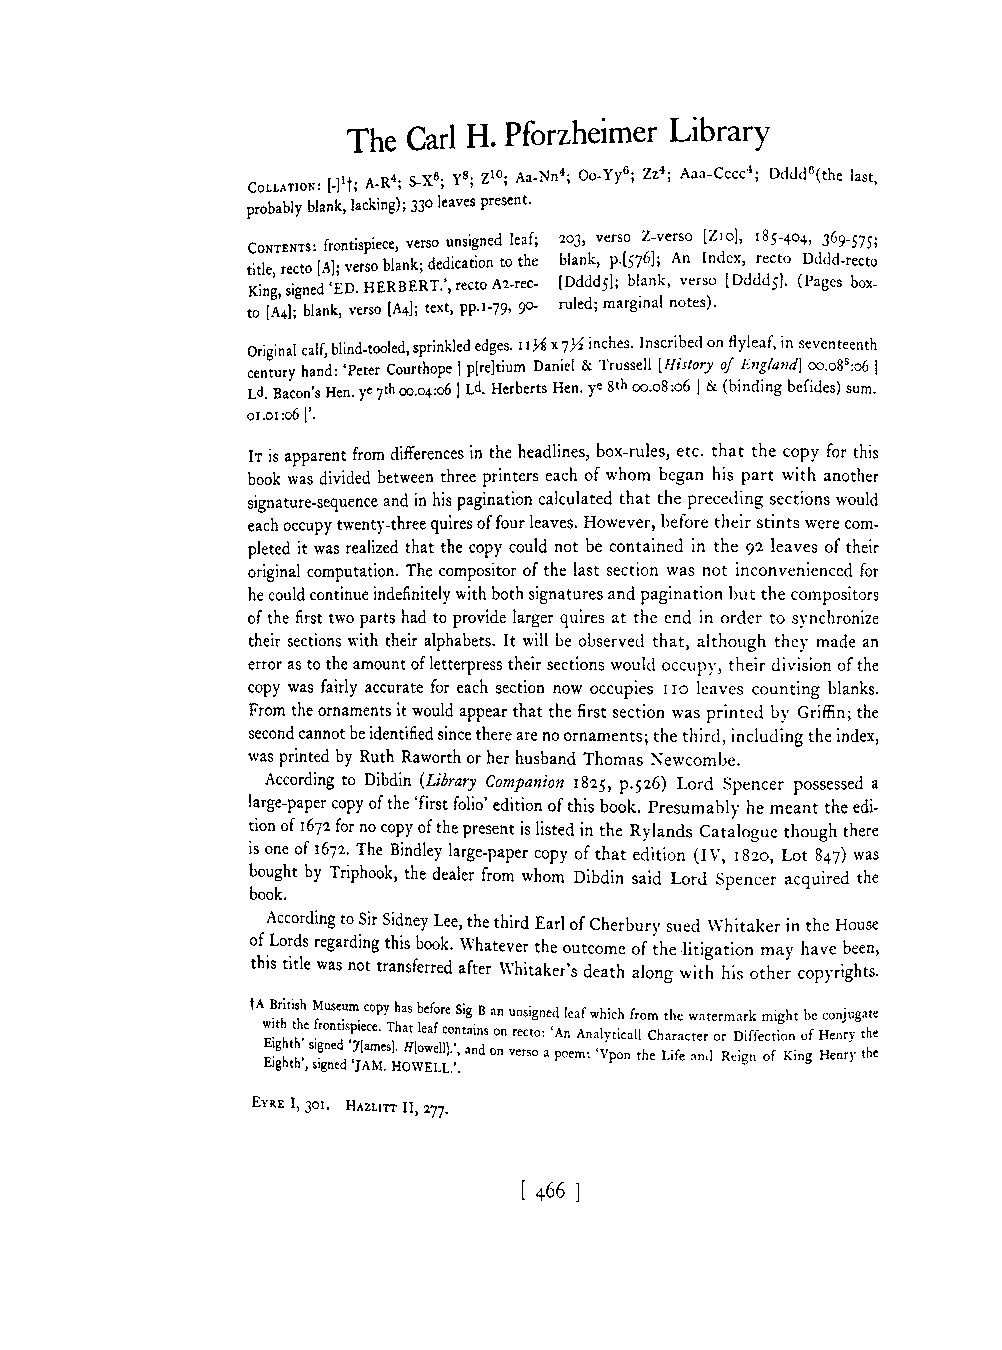 The Carl H. Pforzheimer Library
COLLATION: [-]¹†; A-R⁴; S-X⁶; Y⁸; Z¹⁰; Aa-Nn⁴; Oo-Yy⁶; Zz⁴; Aaa-Cccc⁴; Dddd⁶(the last,
probably blank, lacking); 330 leaves present.
CONTENTS: frontispiece, verso unsigned leaf;
title, recto [A]; verso blank; dedication to the
King, signed 'ED. HERBERT.', recto A2-rec-
to [A4]; blank, verso [A4]; text, pp.1-79, 90-
203, verso Z-verso [Z10], 185-404, 369-575;
blank, p.[576]; An Index, recto Dddd-recto
[Dddd5]; blank, verso [Dddd5]. (Pages box-
ruled; marginal notes).
Original calf, blind-tooled, sprinkled edges. 11⅛ x 7½ inches. Inscribed on flyleaf, in seventeenth
century hand: 'Peter Courthope | p[re]tium Daniel & Trussell [History of England] 00.08ˢ:06 |
Ld. Bacon's Hen. ye 7th 00.04:06 | Ld. Herberts Hen. ye 8th 00.08:06 | & (binding befides) sum.
01.01:06 |'.
IT is apparent from differences in the headlines, box-rules, etc. that the copy for this
book was divided between three printers each of whom began his part with another
signature-sequence and in his pagination calculated that the preceding sections would
each occupy twenty-three quires of four leaves. However, before their stints were com-
pleted it was realized that the copy could not be contained in the 92 leaves of their
original computation. The compositor of the last section was not inconvenienced for
he could continue indefinitely with both signatures and pagination but the compositors
of the first two parts had to provide larger quires at the end in order to synchronize
their sections with their alphabets. It will be observed that, although they made an
error as to the amount of letterpress their sections would occupy, their division of the
copy was fairly accurate for each section now occupies 110 leaves counting blanks.
From the ornaments it would appear that the first section was printed by Griffin; the
second cannot be identified since there are no ornaments; the third, including the index,
was printed by Ruth Raworth or her husband Thomas Newcombe.
According to Dibdin (Library Companion 1825, p.526) Lord Spencer possessed a
large-paper copy of the 'first folio' edition of this book. Presumably he meant the edi-
tion of 1672 for no copy of the present is listed in the Rylands Catalogue though there
is one of 1672. The Bindley large-paper copy of that edition (IV, 1820, Lot 847) was
bought by Triphook, the dealer from whom Dibdin said Lord Spencer acquired the
book.
According to Sir Sidney Lee, the third Earl of Cherbury sued Whitaker in the House
of Lords regarding this book. Whatever the outcome of the litigation may have been,
this title was not transferred after Whitaker's death along with his other copyrights.
†A British Museum copy has before Sig B an unsigned leaf which from the watermark might be conjugate
with the frontispiece. That leaf contains on recto: 'An Analyticall Character or Diffection of Henry the
Eighth' signed 'J[ames]. H[owell].', and on verso a poem: 'Vpon the Life and Reign of King Henry the
Eighth', signed 'JAM. HOWELL.'.
EYRE I, 301. HAZLITT II, 277.
[ 466 ]